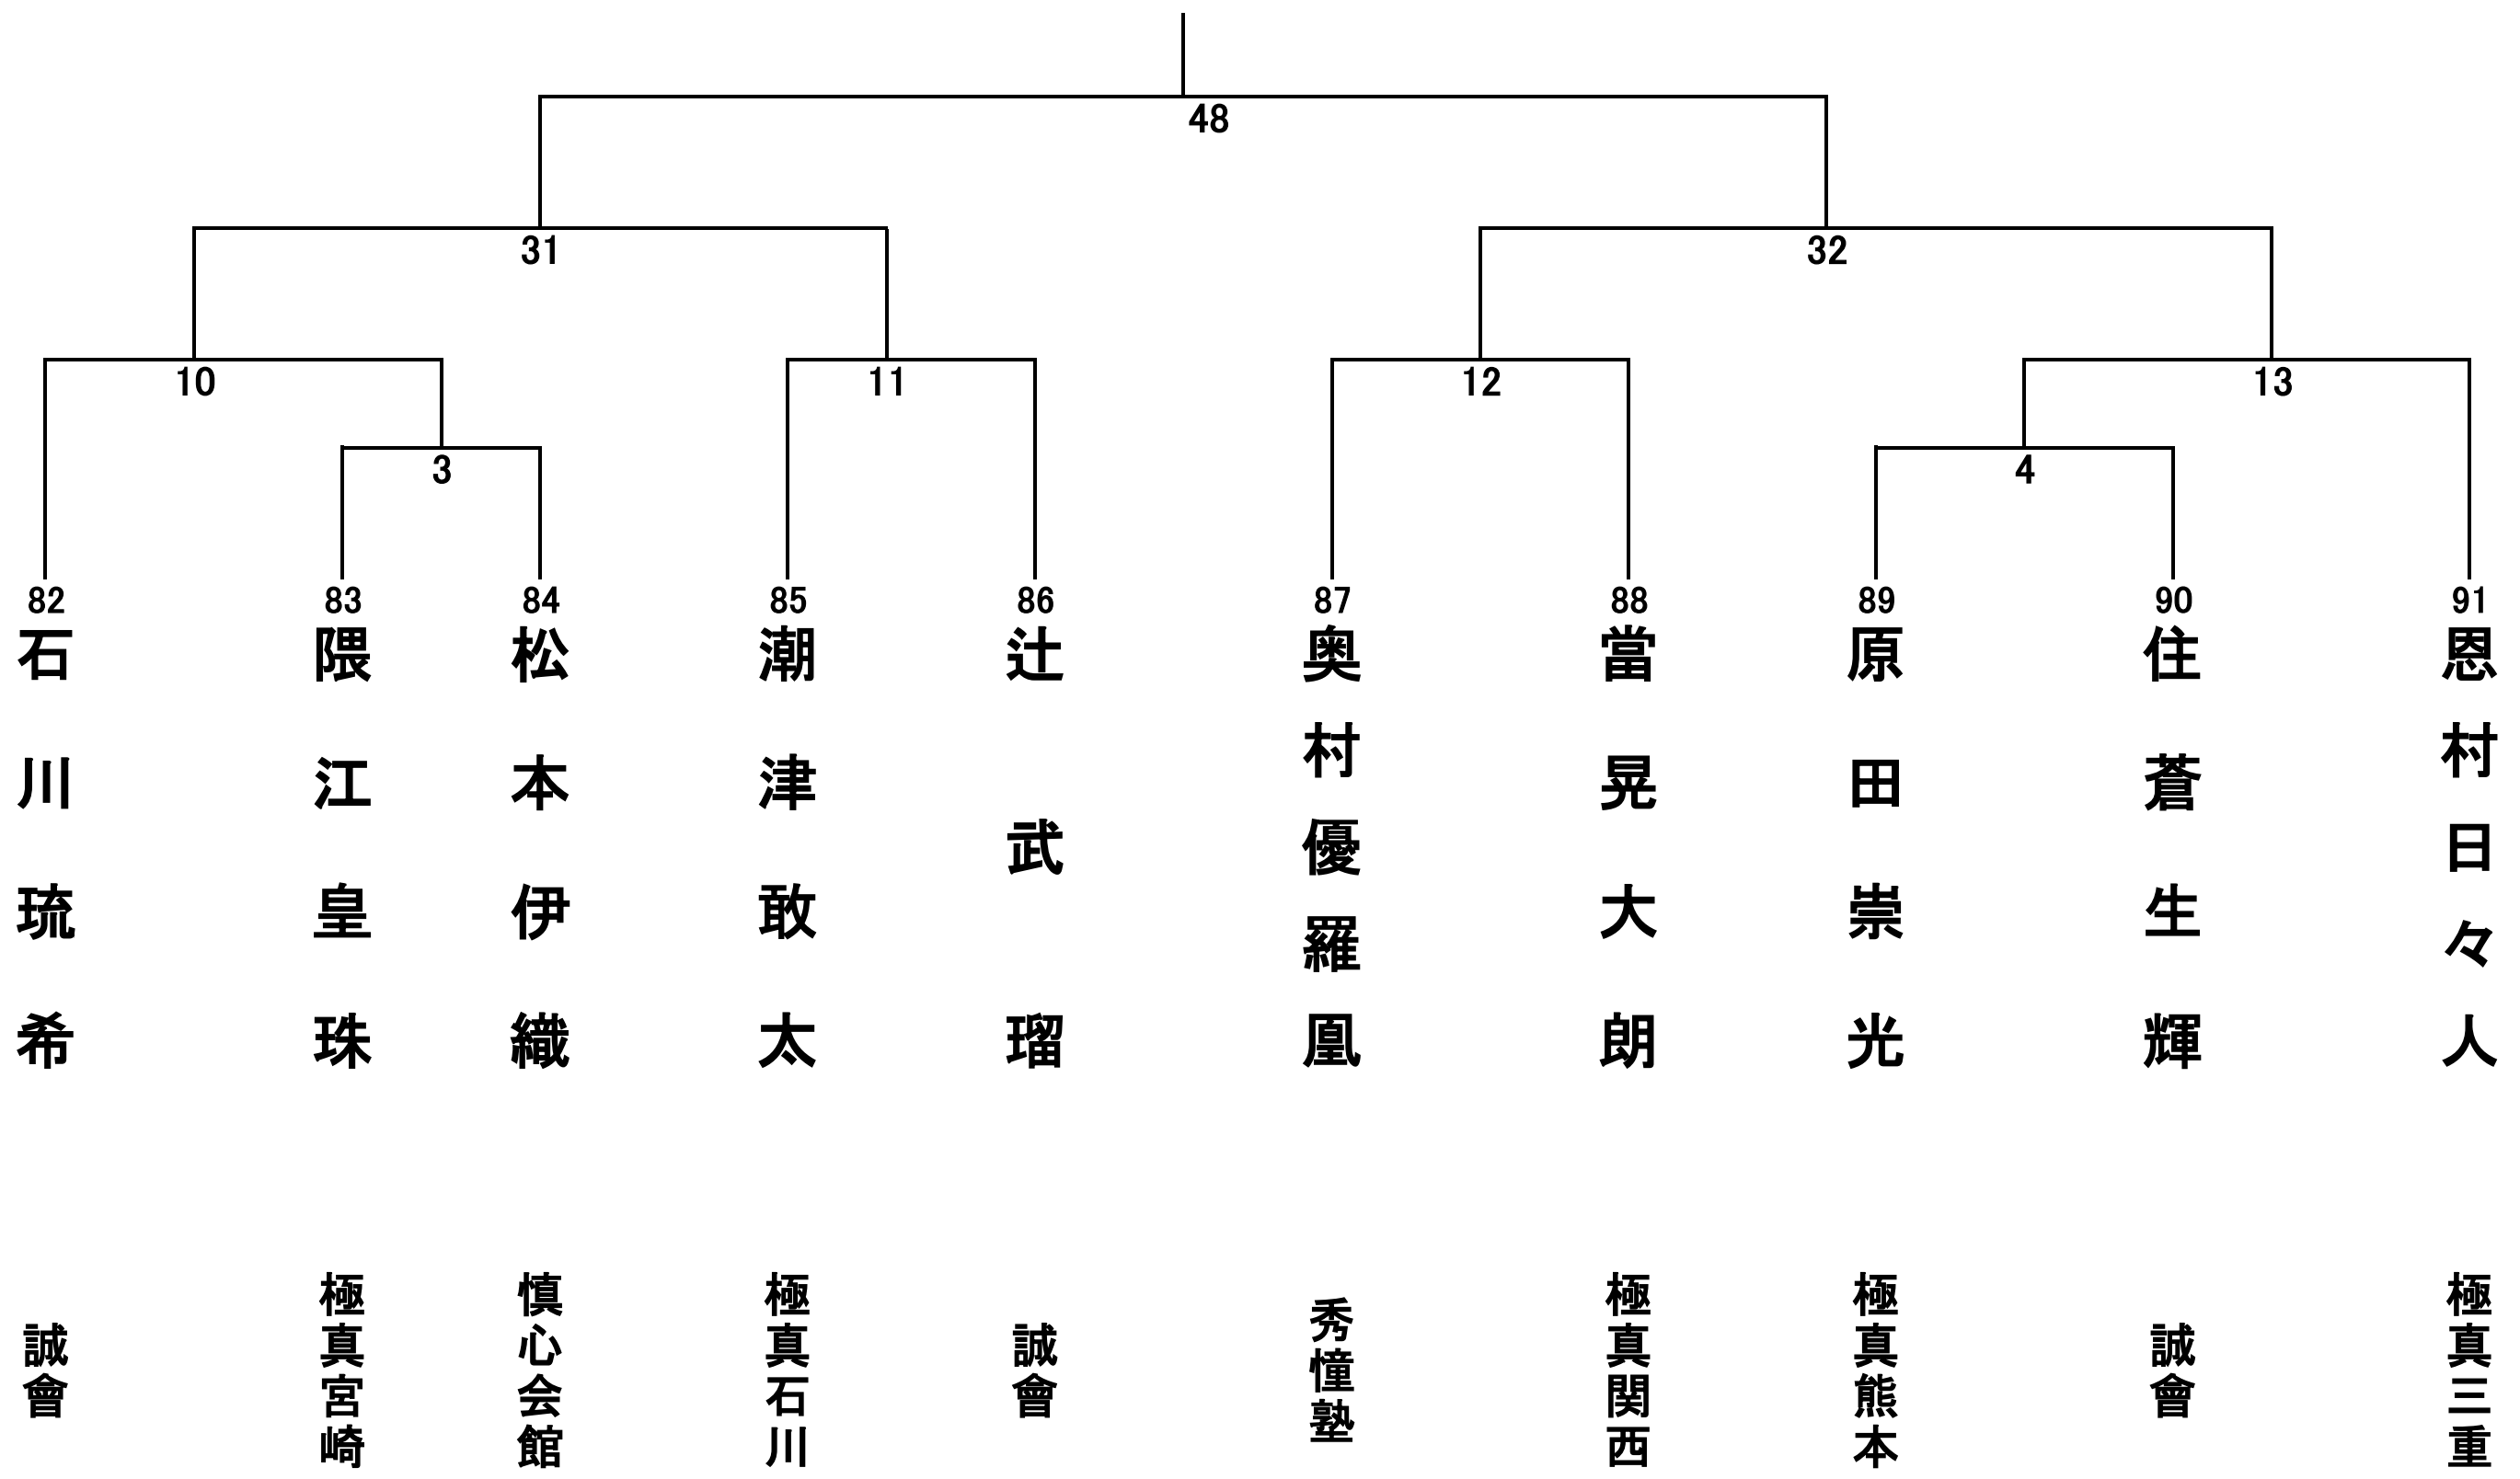 48
31
32
10
11
12
13
3
4
82
83
84
85
86
87
88
89
90
91
石川琉希
隈江皇珠
松本伊織
潮津敢太
辻武瑠
奥村優羅凰
當晃大朗
原田崇光
住蒼生輝
恩村日々人
誠會
極真宮崎
慎心会館
極真石川
誠會
秀憧塾
極真関西
極真熊本
誠會
極真三重